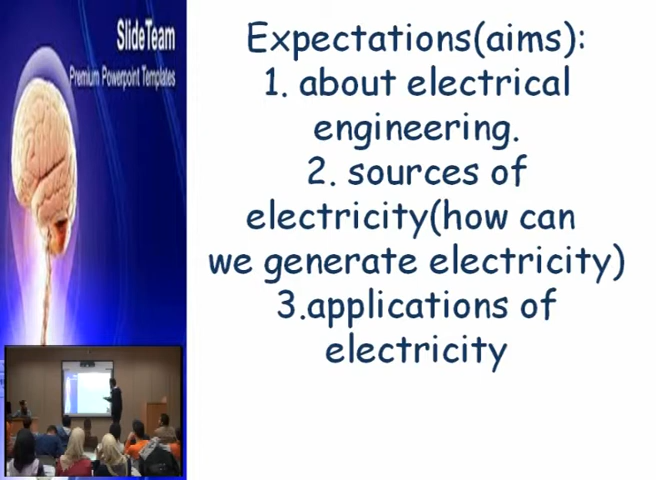 SlideTeam
Premium Powerpoint Templates
Expectations(aims):
1. about electrical
engineering.
2. sources of
electricity(how can
we generate electricity)
3.applications of
electricity